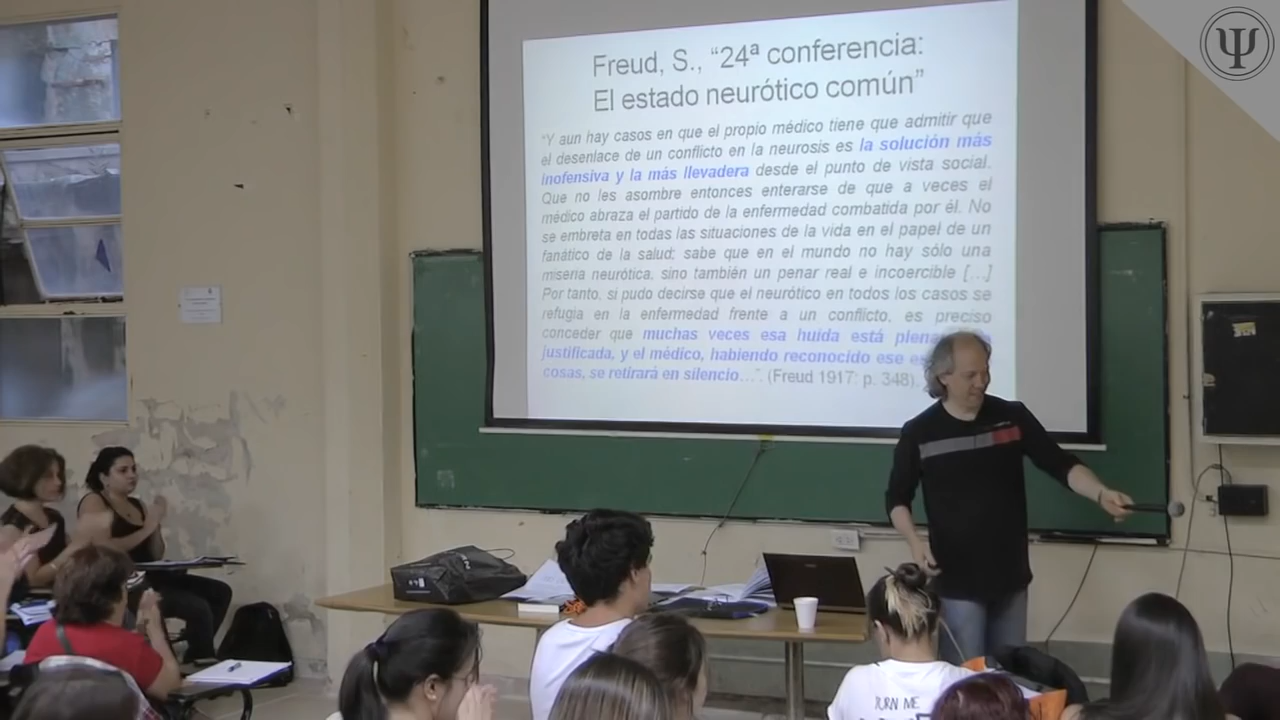 Freud, S., “24ª conferencia:
El estado neurótico común”
“Y aun hay casos en que el propio médico tiene que admitir que
el desenlace de un conflicto en la neurosis es la solución más
inofensiva y la más llevadera desde el punto de vista social.
Que no les asombre entonces enterarse de que a veces el
médico abraza el partido de la enfermedad combatida por él. No
se embreta en todas las situaciones de la vida en el papel de un
fanático de la salud; sabe que en el mundo no hay sólo una
miseria neurótica, sino también un penar real e incoercible [...]
Por tanto, si pudo decirse que el neurótico en todos los casos se
refugia en la enfermedad frente a un conflicto, es preciso
conceder que muchas veces esa huida está
justificada, y el médico, habiendo reconocido ese
cosas, se retirará en silencio…”. (Freud 1917: p. 348).
Ψ
TURN ME